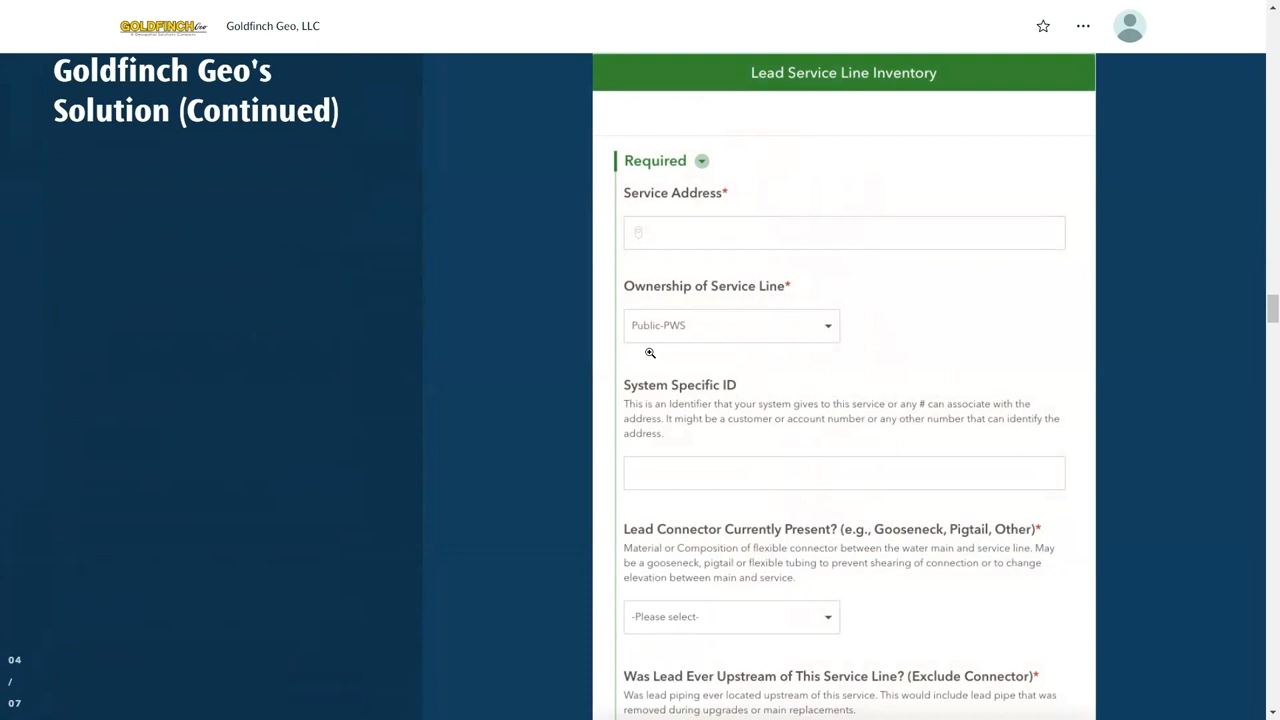 GOLDFINCH Geo
A Geospatial Solutions Company
Goldfinch Geo, LLC
Goldfinch Geo's
Solution (Continued)
Lead Service Line Inventory
Required
Service Address*
Ownership of Service Line*
Public-PWS
System Specific ID
This is an Identifier that your system gives to this service or any # can associate with the
address. It might be a customer or account number or any other number that can identify the
address.
Lead Connector Currently Present? (e.g., Gooseneck, Pigtail, Other)*
Material or Composition of flexible connector between the water main and service line. May
be a gooseneck, pigtail or flexible tubing to prevent shearing of connection or to change
elevation between main and service.
-Please select-
Was Lead Ever Upstream of This Service Line? (Exclude Connector)*
Was lead piping ever located upstream of this service. This would include lead pipe that was
removed during upgrades or main replacements.
04
/
07